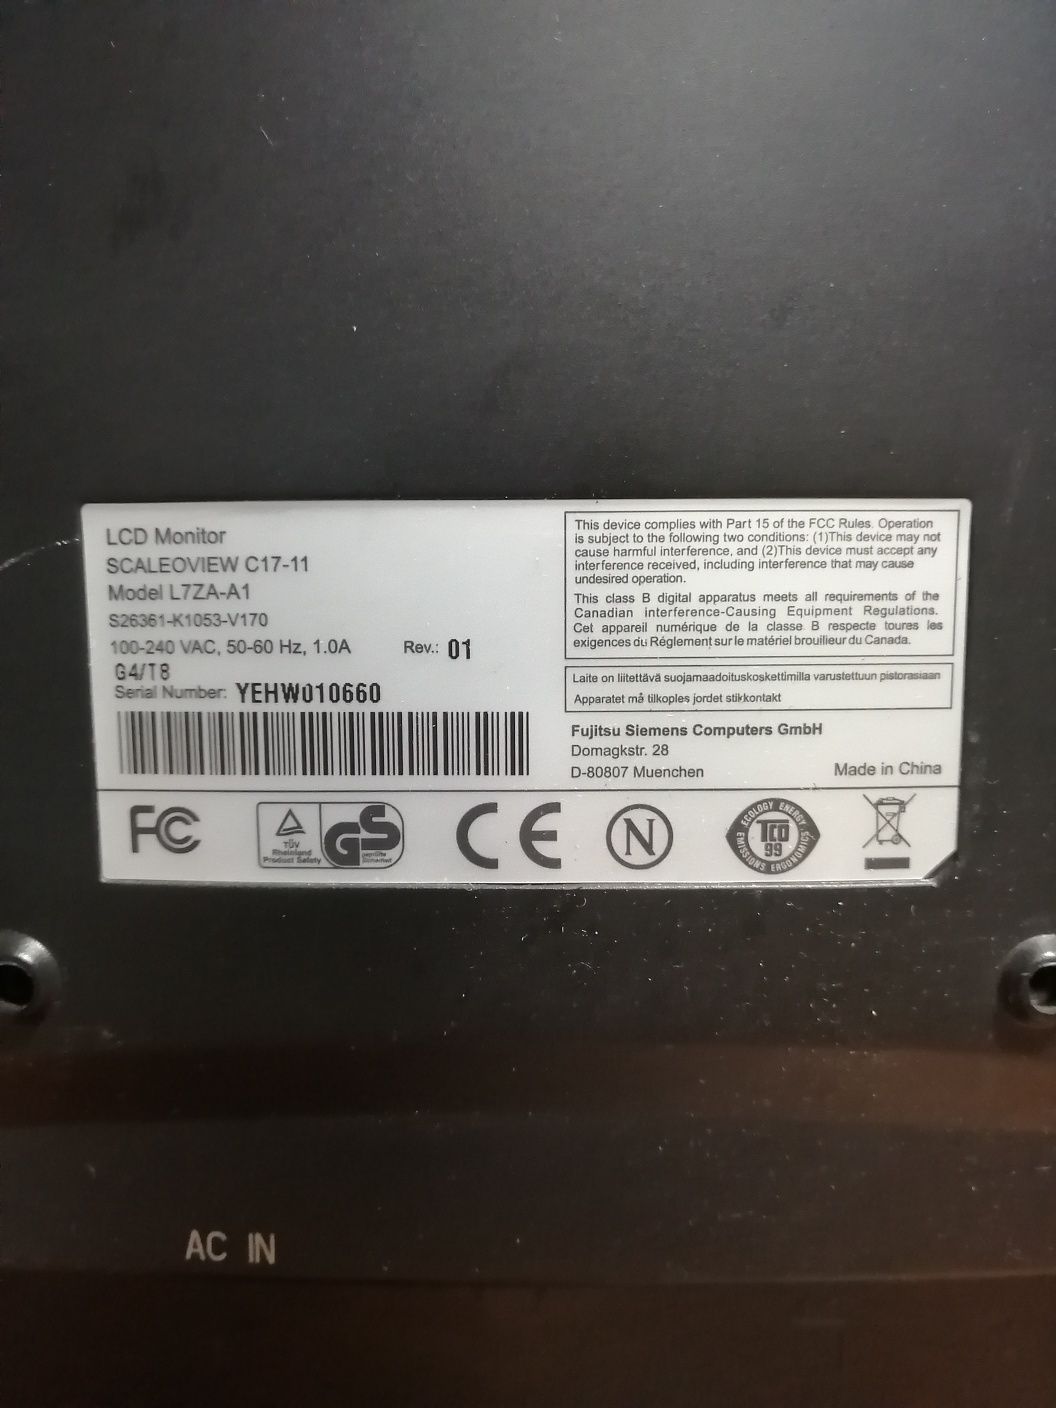 LCD Monitor
SCALEOVIEW C17-11
Model L7ZA-A1
S26361-K1053-V170
100-240 VAC, 50-60 Hz, 1.0A
Rev.: 01
G4/T8
Serial Number: YEHW010660
This device complies with Part 15 of the FCC Rules. Operation
is subject to the following two conditions: (1)This device may not
cause harmful interference, and (2)This device must accept any
interference received, including interference that may cause
undesired operation.
This class B digital apparatus meets all requirements of the
Canadian interference-Causing Equipment Regulations.
Cet appareil numérique de la classe B respecte toures les
exigences du Réglement sur le matériel brouilleur du Canada.
Laite on liitettävä suojamaadoituskoskettimilla varustettuun pistorasiaan
Apparatet må tilkoples jordet stikkontakt
Fujitsu Siemens Computers GmbH
Domagkstr. 28
D-80807 Muenchen
Made in China
FC
TÜV
Rheinland
Product Safety
GS
geprüfte
Sicherheit
CE
N
ECOLOGY ENERGY
TCO
99
EMISSIONS ERGONOMICS
AC IN